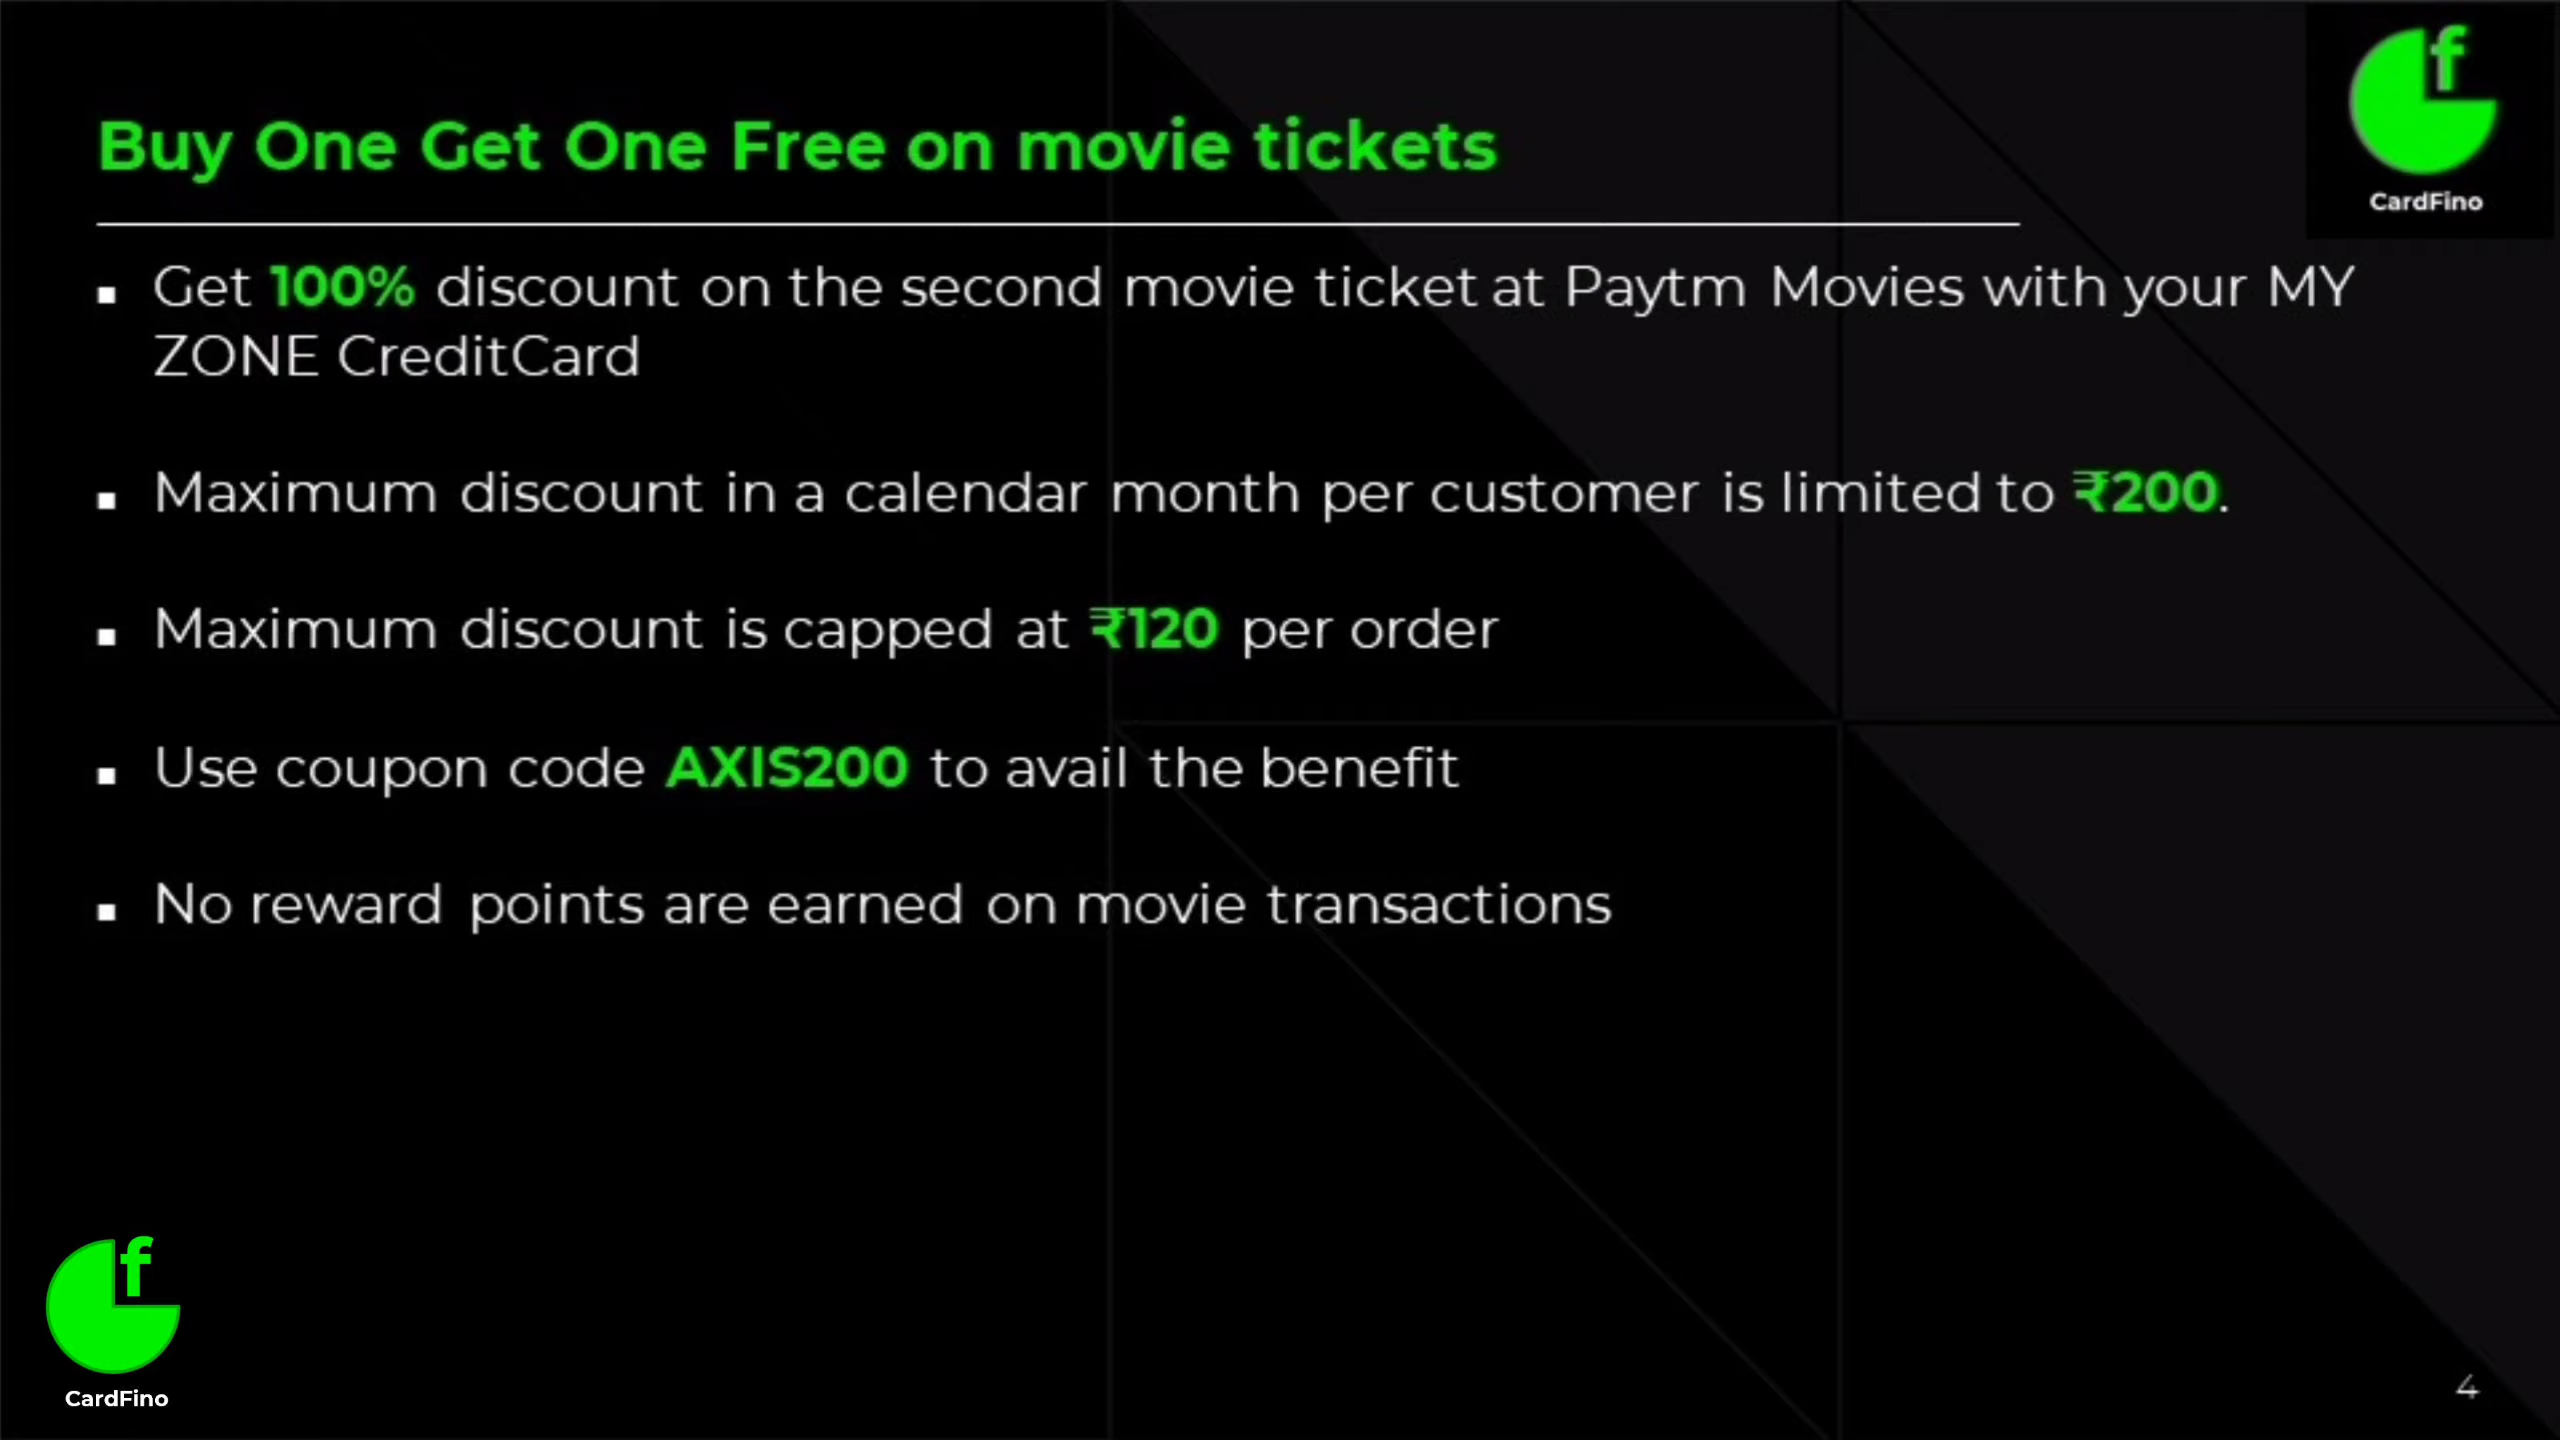 f
CardFino
Buy One Get One Free on movie tickets
▪ Get 100% discount on the second movie ticket at Paytm Movies with your MY
ZONE CreditCard
▪ Maximum discount in a calendar month per customer is limited to ₹200.
▪ Maximum discount is capped at ₹120 per order
▪ Use coupon code AXIS200 to avail the benefit
▪ No reward points are earned on movie transactions
f
CardFino
4